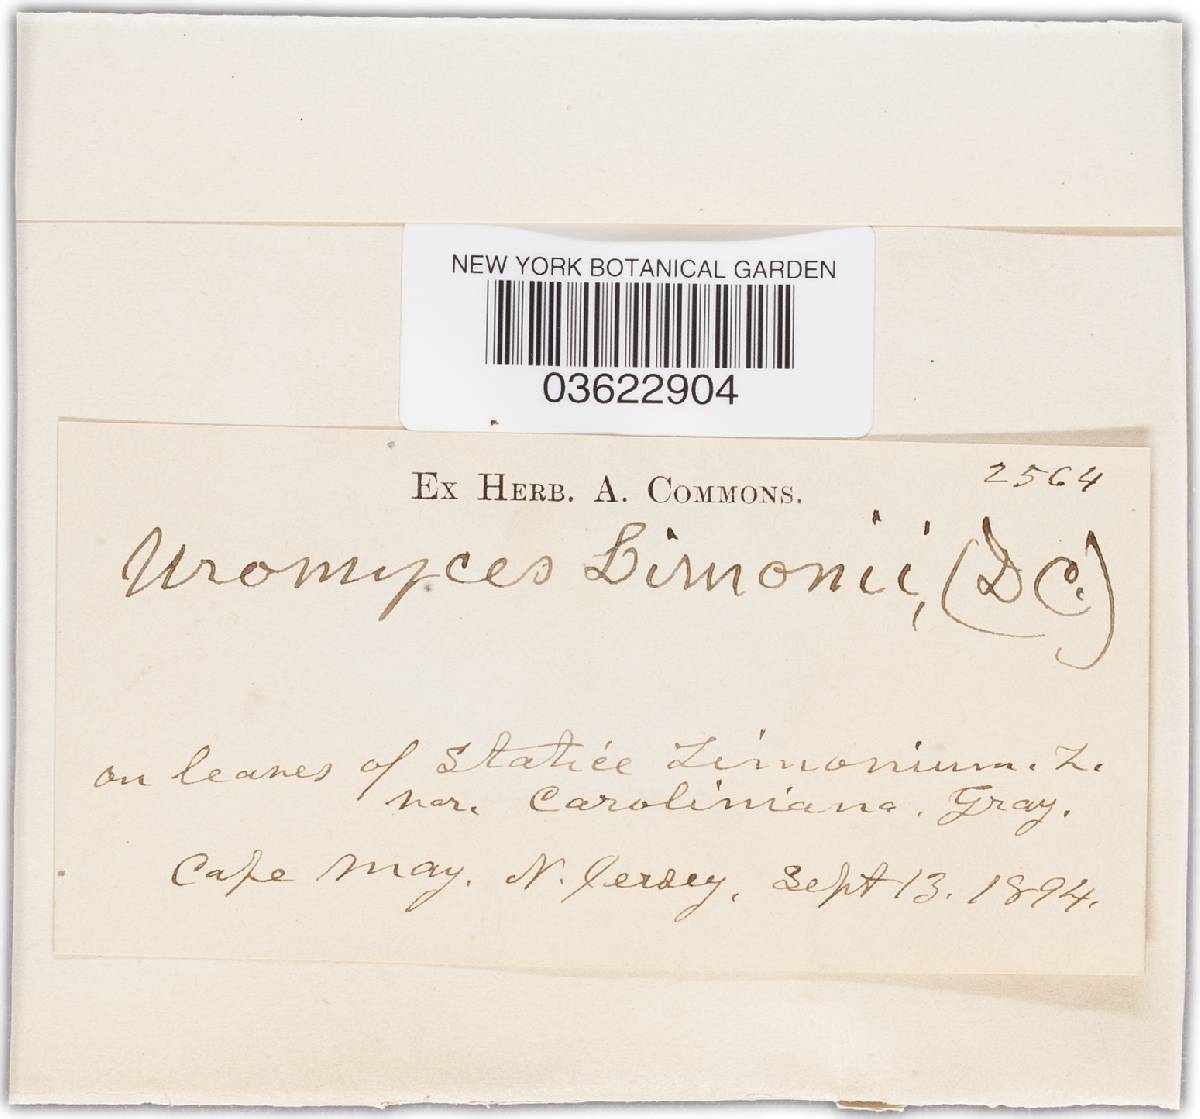 NEW YORK BOTANICAL GARDEN
03622904
Ex Herb. A. Commons.
2564
Uromyces Limonii, (DC.)
on leaves of Statice Limonium. L.
var. Caroliniana. Gray.
Cape May. N. Jersey, Sept 13. 1894.